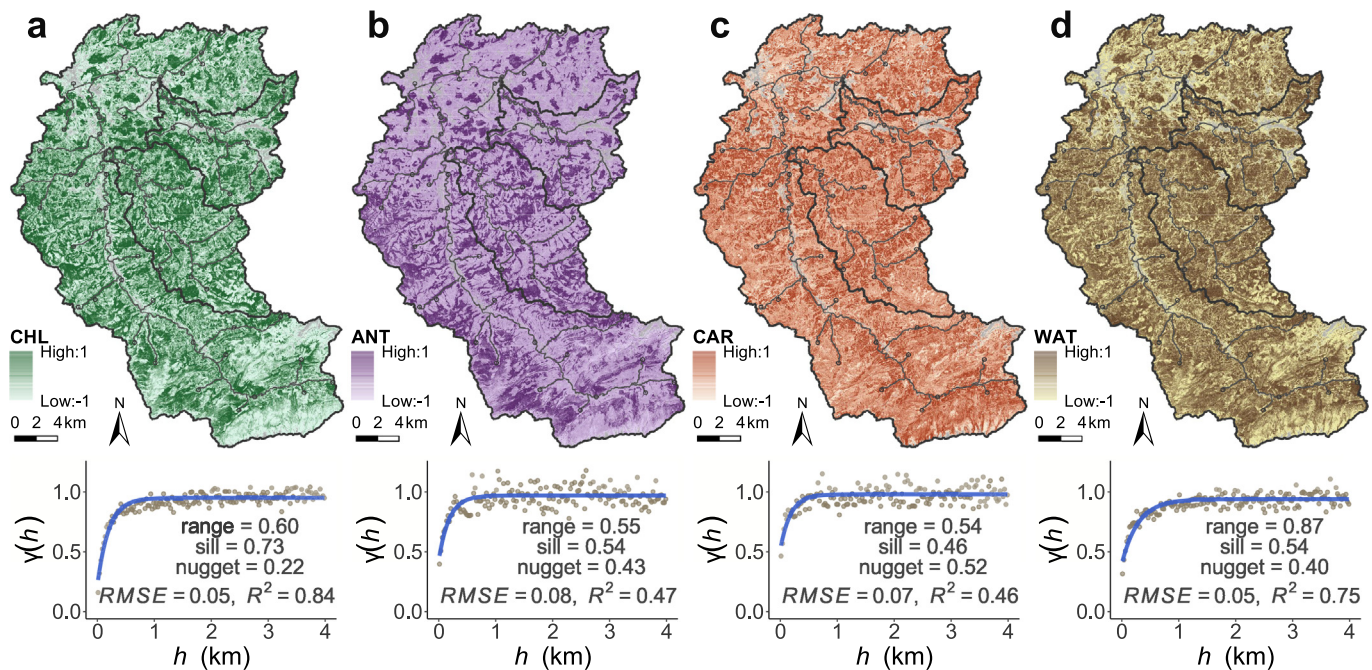 a
b
c
d
CHL
High:1
Low:-1
N
0 2 4km
ANT
High:1
Low:-1
N
0 2 4km
CAR
High:1
Low:-1
N
0 2 4km
WAT
High:1
Low:-1
N
0 2 4km
γ(h)
1.0
0.5
0.0
range = 0.60
sill = 0.73
nugget = 0.22
RMSE = 0.05, R² = 0.84
0 1 2 3 4
h (km)
γ(h)
1.0
0.5
0.0
range = 0.55
sill = 0.54
nugget = 0.43
RMSE = 0.08, R² = 0.47
0 1 2 3 4
h (km)
γ(h)
1.0
0.5
0.0
range = 0.54
sill = 0.46
nugget = 0.52
RMSE = 0.07, R² = 0.46
0 1 2 3 4
h (km)
γ(h)
1.0
0.5
0.0
range = 0.87
sill = 0.54
nugget = 0.40
RMSE = 0.05, R² = 0.75
0 1 2 3 4
h (km)